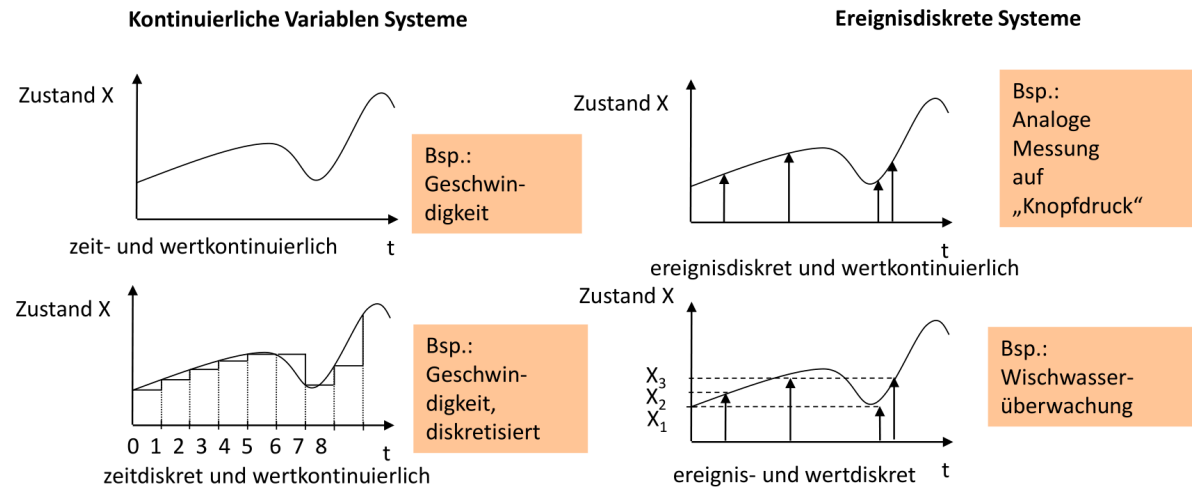 Kontinuierliche Variablen Systeme
Zustand X
Bsp.:
Geschwin-
digkeit
zeit- und wertkontinuierlich
t
Zustand X
Bsp.:
Geschwin-
digkeit,
diskretisiert
0 1 2 3 4 5 6 7 8
t
zeitdiskret und wertkontinuierlich
Ereignisdiskrete Systeme
Zustand X
Bsp.:
Analoge
Messung
auf
„Knopfdruck“
t
ereignisdiskret und wertkontinuierlich
Zustand X
X3
X2
X1
Bsp.:
Wischwasser-
überwachung
t
ereignis- und wertdiskret